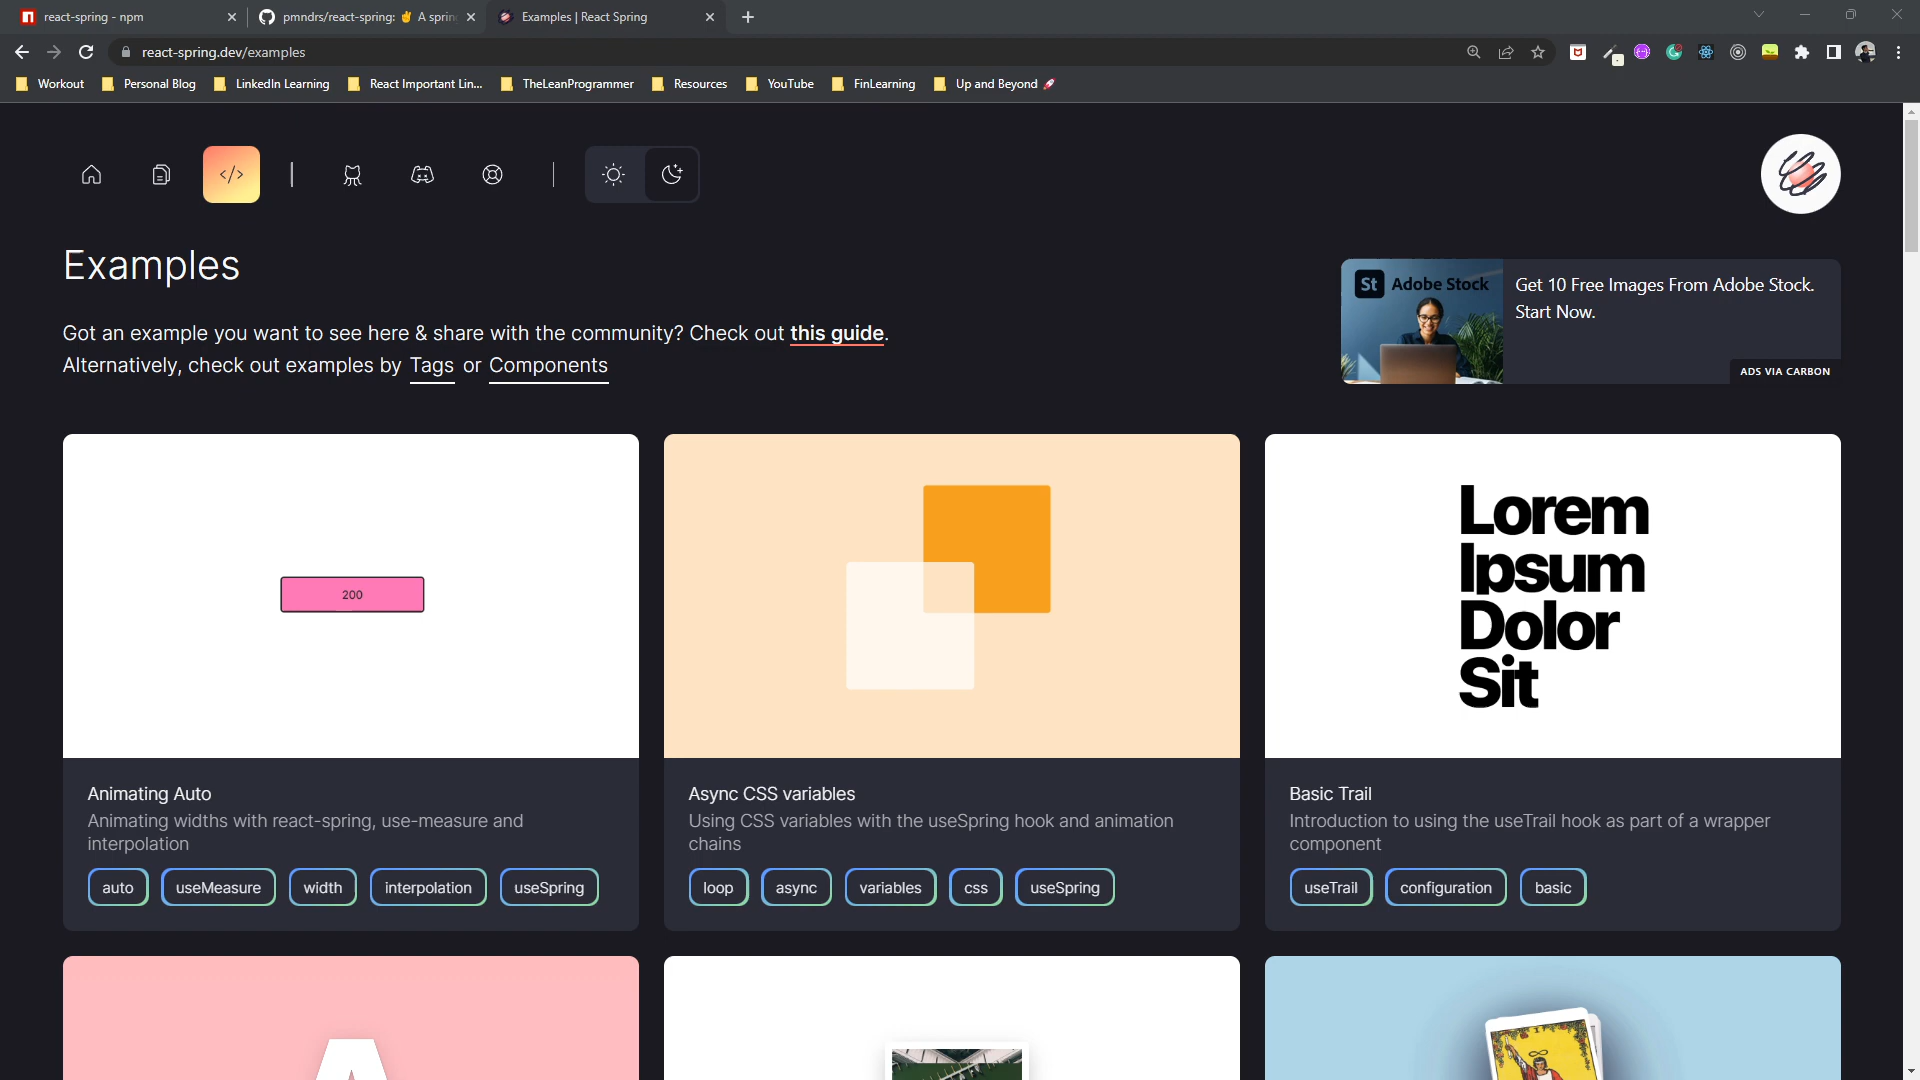 react-spring - npm
pmndrs/react-spring: ✌ A sprin
Examples | React Spring
react-spring.dev/examples
Workout
Personal Blog
LinkedIn Learning
React Important Lin...
TheLeanProgrammer
Resources
YouTube
FinLearning
Up and Beyond 🚀
</>
Examples
Got an example you want to see here & share with the community? Check out this guide.
Alternatively, check out examples by Tags or Components
St Adobe Stock
Get 10 Free Images From Adobe Stock.
Start Now.
ADS VIA CARBON
200
Lorem
Ipsum
Dolor
Sit
Animating Auto
Animating widths with react-spring, use-measure and
interpolation
auto
useMeasure
width
interpolation
useSpring
Async CSS variables
Using CSS variables with the useSpring hook and animation
chains
loop
async
variables
css
useSpring
Basic Trail
Introduction to using the useTrail hook as part of a wrapper
component
useTrail
configuration
basic
A